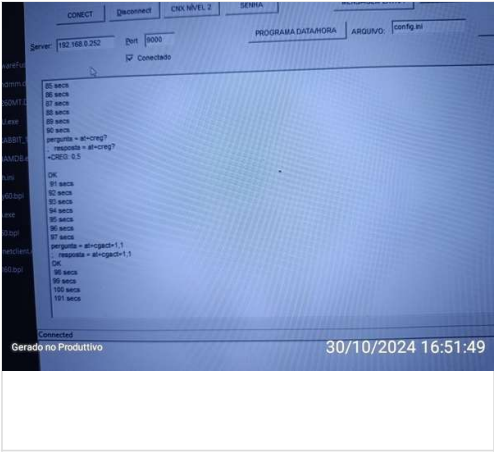 CONECT
Disconnect
CNX NÍVEL 2
SENHA
Server:
192.168.0.252
Port
9000
PROGRAMA DATA/HORA
ARQUIVO:
config.ini
Conectado
85 secs
86 secs
87 secs
88 secs
89 secs
90 secs
pergunta = at+creg?
; resposta = at+creg?
+CREG: 0,5
OK
91 secs
92 secs
93 secs
94 secs
95 secs
96 secs
97 secs
pergunta = at+cgact=1,1
; resposta = at+cgact=1,1
OK
98 secs
99 secs
100 secs
101 secs
Connected
Gerado no Produttivo
30/10/2024 16:51:49